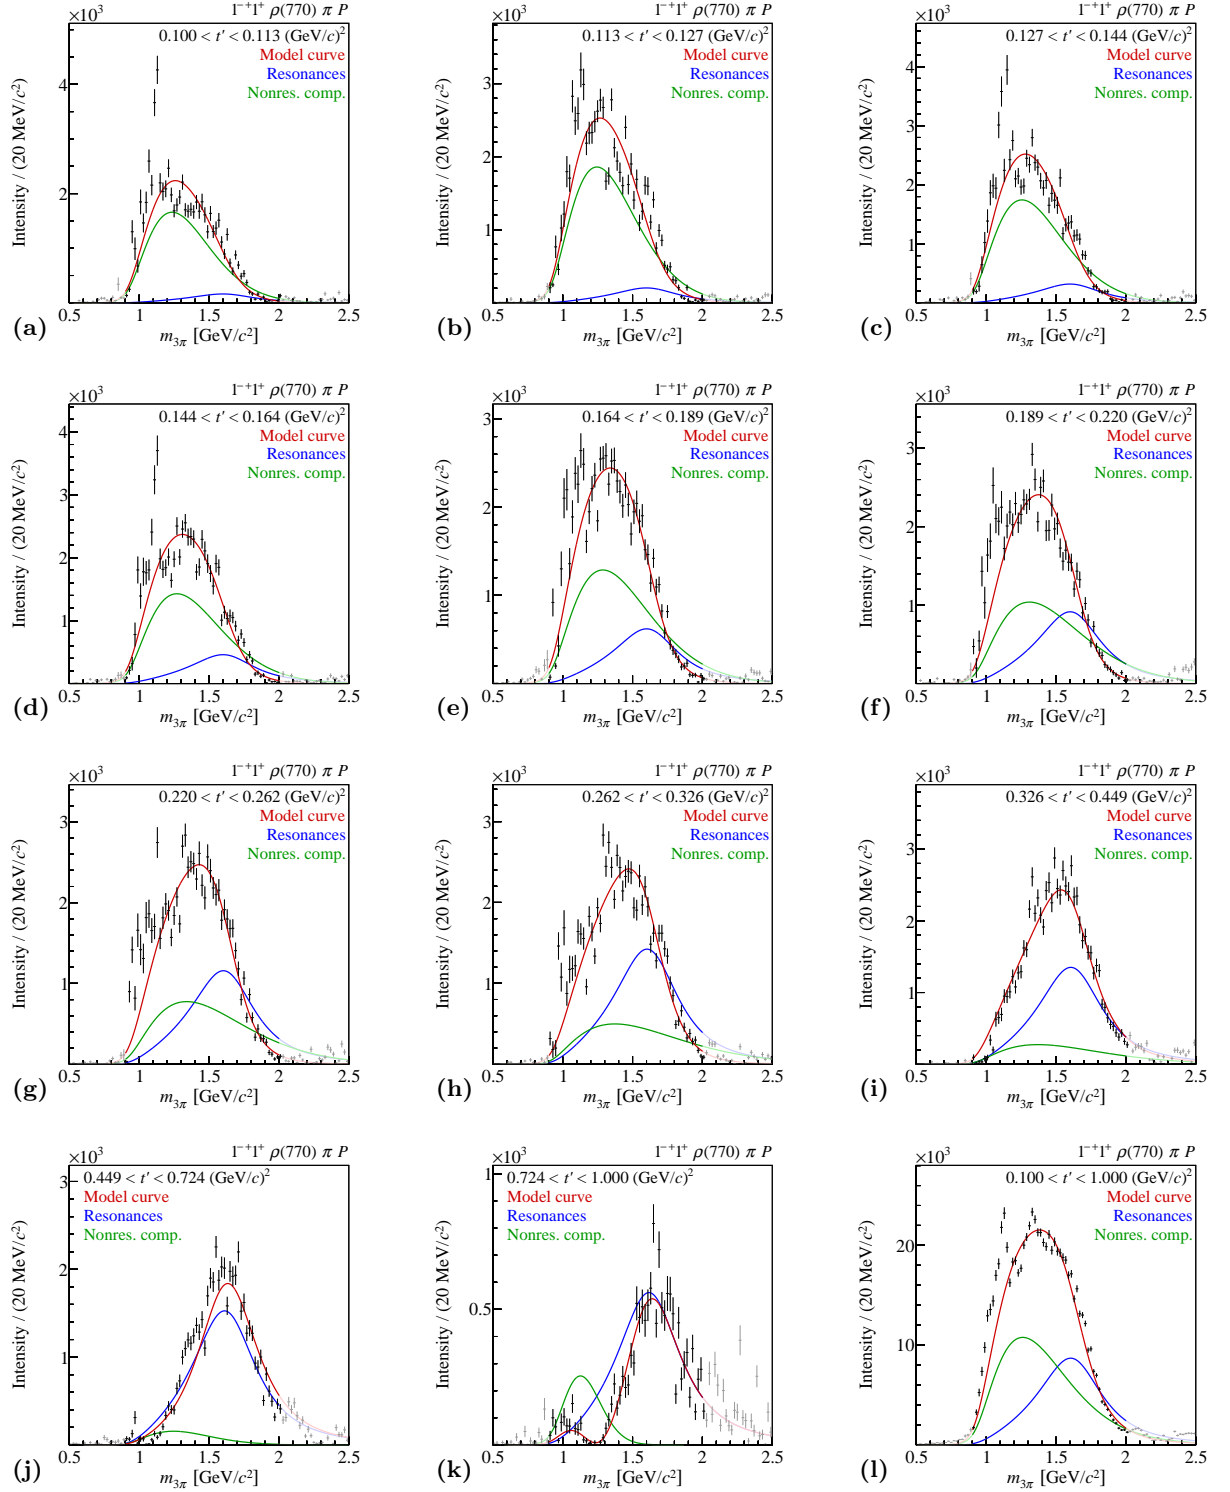 ×10³ 1⁻⁺1⁺ ρ(770) π P
0.100 < t′ < 0.113 (GeV/c)²
Model curve
Resonances
Nonres. comp.
Intensity / (20 MeV/c²)
4
2
0.5 1 1.5 2 2.5
(a) m₃π [GeV/c²]
×10³ 1⁻⁺1⁺ ρ(770) π P
0.113 < t′ < 0.127 (GeV/c)²
Model curve
Resonances
Nonres. comp.
Intensity / (20 MeV/c²)
3
2
1
0.5 1 1.5 2 2.5
(b) m₃π [GeV/c²]
×10³ 1⁻⁺1⁺ ρ(770) π P
0.127 < t′ < 0.144 (GeV/c)²
Model curve
Resonances
Nonres. comp.
Intensity / (20 MeV/c²)
4
3
2
1
0.5 1 1.5 2 2.5
(c) m₃π [GeV/c²]
×10³ 1⁻⁺1⁺ ρ(770) π P
0.144 < t′ < 0.164 (GeV/c)²
Model curve
Resonances
Nonres. comp.
Intensity / (20 MeV/c²)
4
3
2
1
0.5 1 1.5 2 2.5
(d) m₃π [GeV/c²]
×10³ 1⁻⁺1⁺ ρ(770) π P
0.164 < t′ < 0.189 (GeV/c)²
Model curve
Resonances
Nonres. comp.
Intensity / (20 MeV/c²)
3
2
1
0.5 1 1.5 2 2.5
(e) m₃π [GeV/c²]
×10³ 1⁻⁺1⁺ ρ(770) π P
0.189 < t′ < 0.220 (GeV/c)²
Model curve
Resonances
Nonres. comp.
Intensity / (20 MeV/c²)
3
2
1
0.5 1 1.5 2 2.5
(f) m₃π [GeV/c²]
×10³ 1⁻⁺1⁺ ρ(770) π P
0.220 < t′ < 0.262 (GeV/c)²
Model curve
Resonances
Nonres. comp.
Intensity / (20 MeV/c²)
3
2
1
0.5 1 1.5 2 2.5
(g) m₃π [GeV/c²]
×10³ 1⁻⁺1⁺ ρ(770) π P
0.262 < t′ < 0.326 (GeV/c)²
Model curve
Resonances
Nonres. comp.
Intensity / (20 MeV/c²)
3
2
1
0.5 1 1.5 2 2.5
(h) m₃π [GeV/c²]
×10³ 1⁻⁺1⁺ ρ(770) π P
0.326 < t′ < 0.449 (GeV/c)²
Model curve
Resonances
Nonres. comp.
Intensity / (20 MeV/c²)
3
2
1
0.5 1 1.5 2 2.5
(i) m₃π [GeV/c²]
×10³ 1⁻⁺1⁺ ρ(770) π P
0.449 < t′ < 0.724 (GeV/c)²
Model curve
Resonances
Nonres. comp.
Intensity / (20 MeV/c²)
3
2
1
0.5 1 1.5 2 2.5
(j) m₃π [GeV/c²]
×10³ 1⁻⁺1⁺ ρ(770) π P
0.724 < t′ < 1.000 (GeV/c)²
Model curve
Resonances
Nonres. comp.
Intensity / (20 MeV/c²)
1
0.5
0.5 1 1.5 2 2.5
(k) m₃π [GeV/c²]
×10³ 1⁻⁺1⁺ ρ(770) π P
0.100 < t′ < 1.000 (GeV/c)²
Model curve
Resonances
Nonres. comp.
Intensity / (20 MeV/c²)
20
10
0.5 1 1.5 2 2.5
(l) m₃π [GeV/c²]